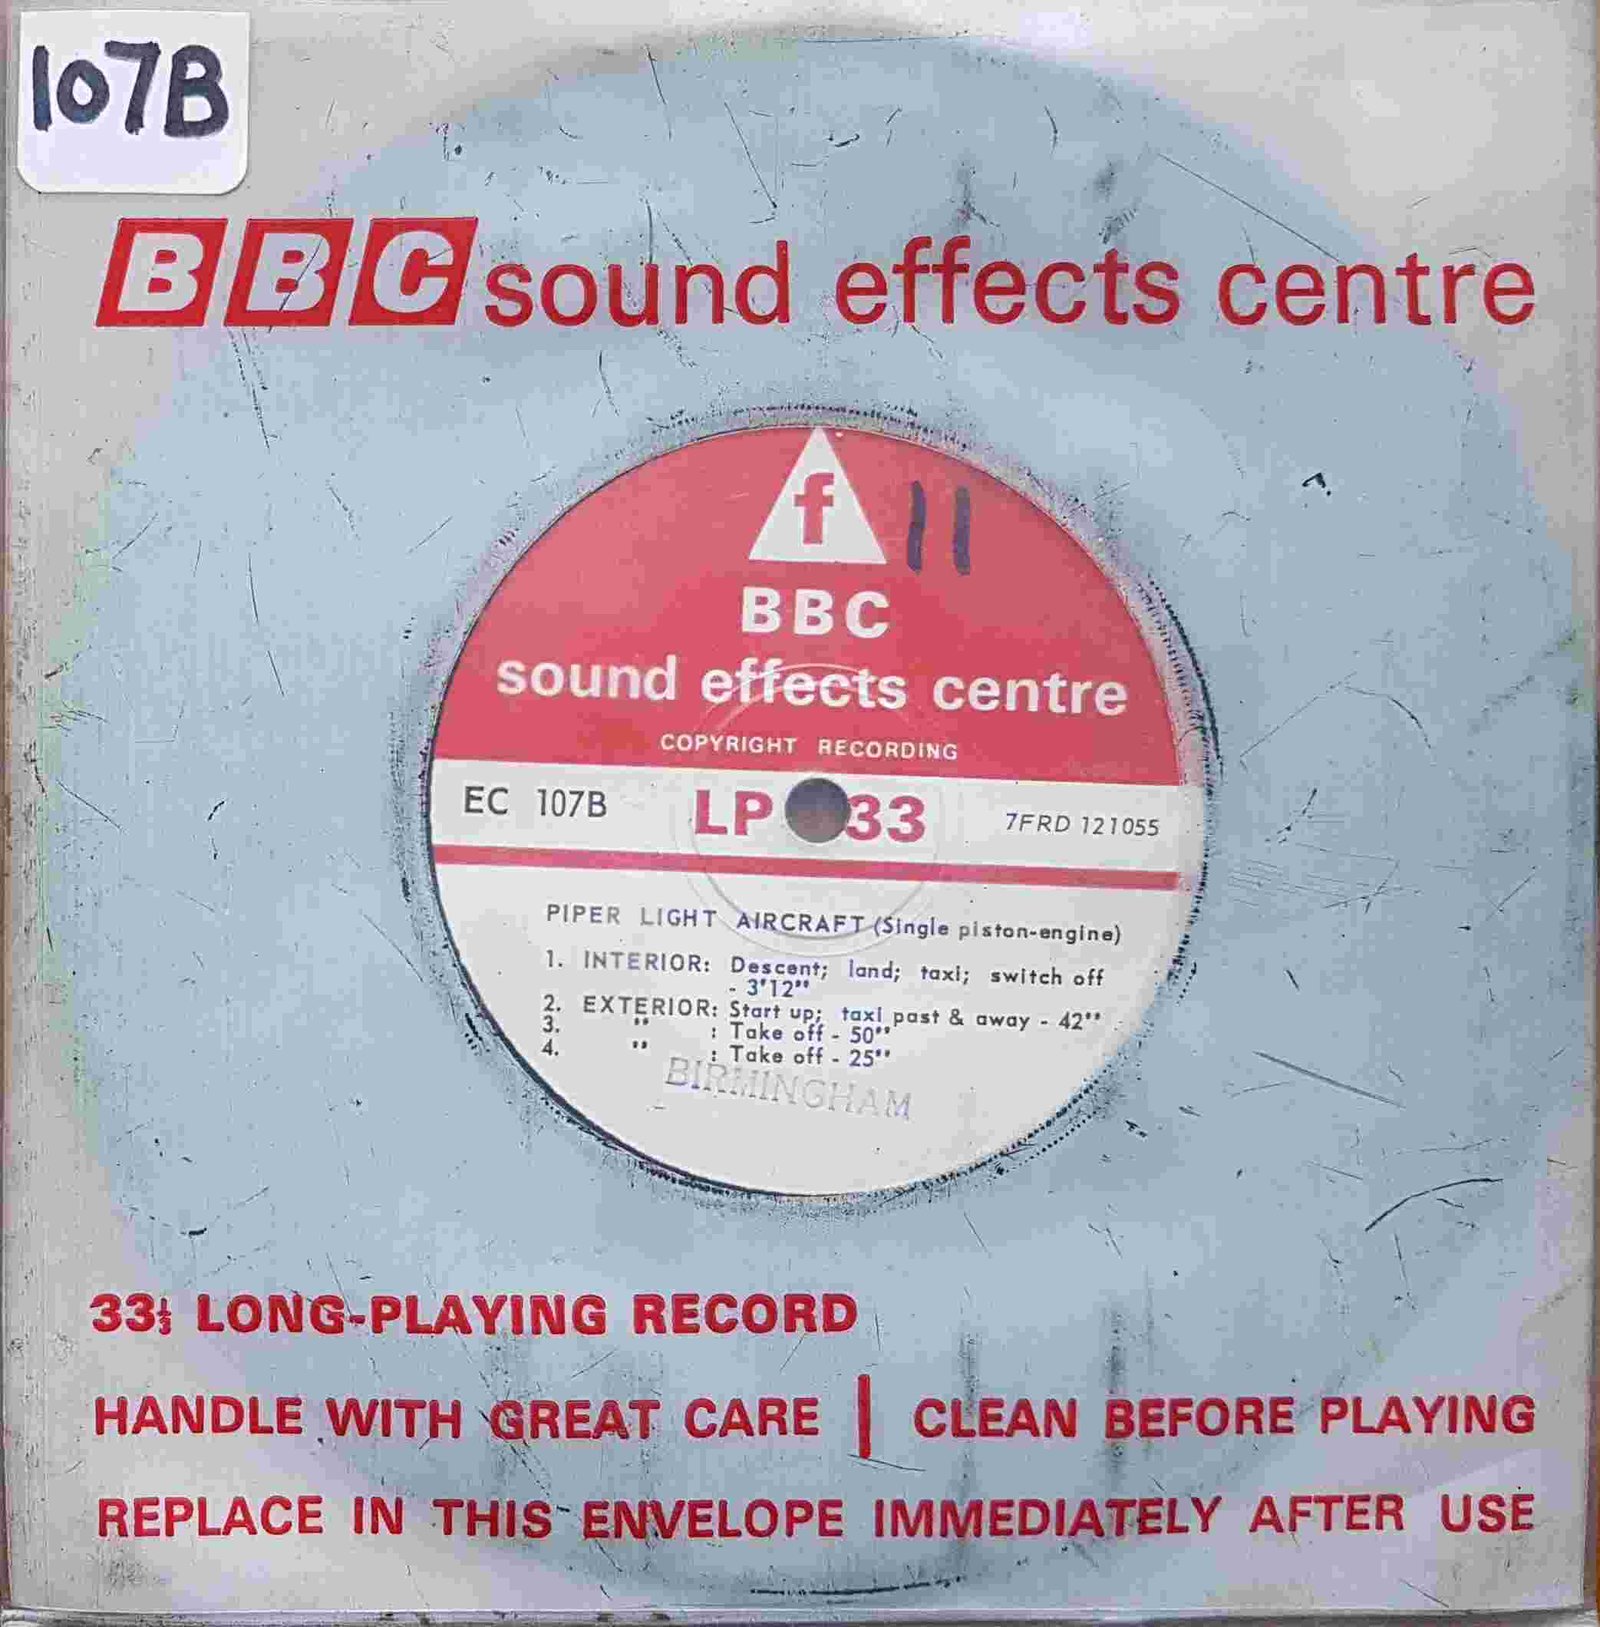 107B
BBC sound effects centre
f 11
BBC
sound effects centre
COPYRIGHT RECORDING
EC 107B LP 33 7FRD 121055
PIPER LIGHT AIRCRAFT (Single piston-engine)
1. INTERIOR: Descent; land; taxi; switch off
- 3'12"
2. EXTERIOR: Start up; taxi past & away - 42"
3. " : Take off - 50"
4. " : Take off - 25"
BIRMINGHAM
33⅓ LONG-PLAYING RECORD
HANDLE WITH GREAT CARE | CLEAN BEFORE PLAYING
REPLACE IN THIS ENVELOPE IMMEDIATELY AFTER USE